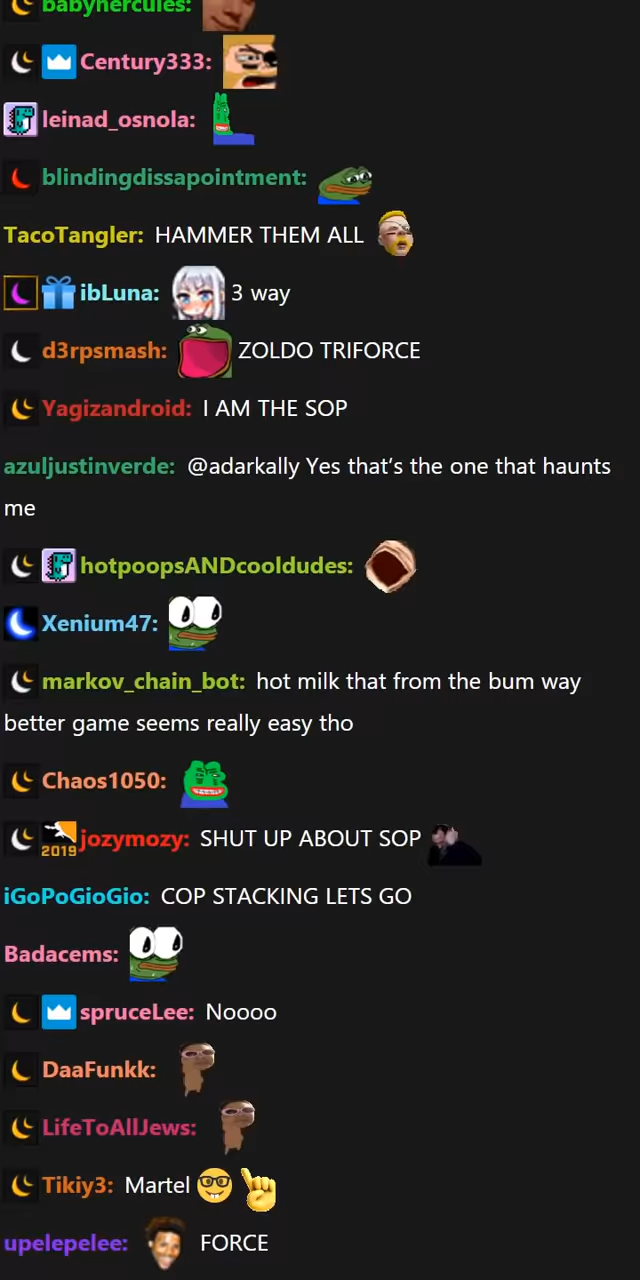 babyhercules:
Century333:
leinad_osnola:
blindingdissapointment:
TacoTangler: HAMMER THEM ALL
ibLuna: 3 way
d3rpsmash: ZOLDO TRIFORCE
Yagizandroid: I AM THE SOP
azuljustinverde: @adarkally Yes that's the one that haunts
me
hotpoopsANDcooldudes:
Xenium47:
markov_chain_bot: hot milk that from the bum way
better game seems really easy tho
Chaos1050:
2019 jozymozy: SHUT UP ABOUT SOP
iGoPoGioGio: COP STACKING LETS GO
Badacems:
spruceLee: Noooo
DaaFunkk:
LifeToAllJews:
Tikiy3: Martel
upelepelee: FORCE